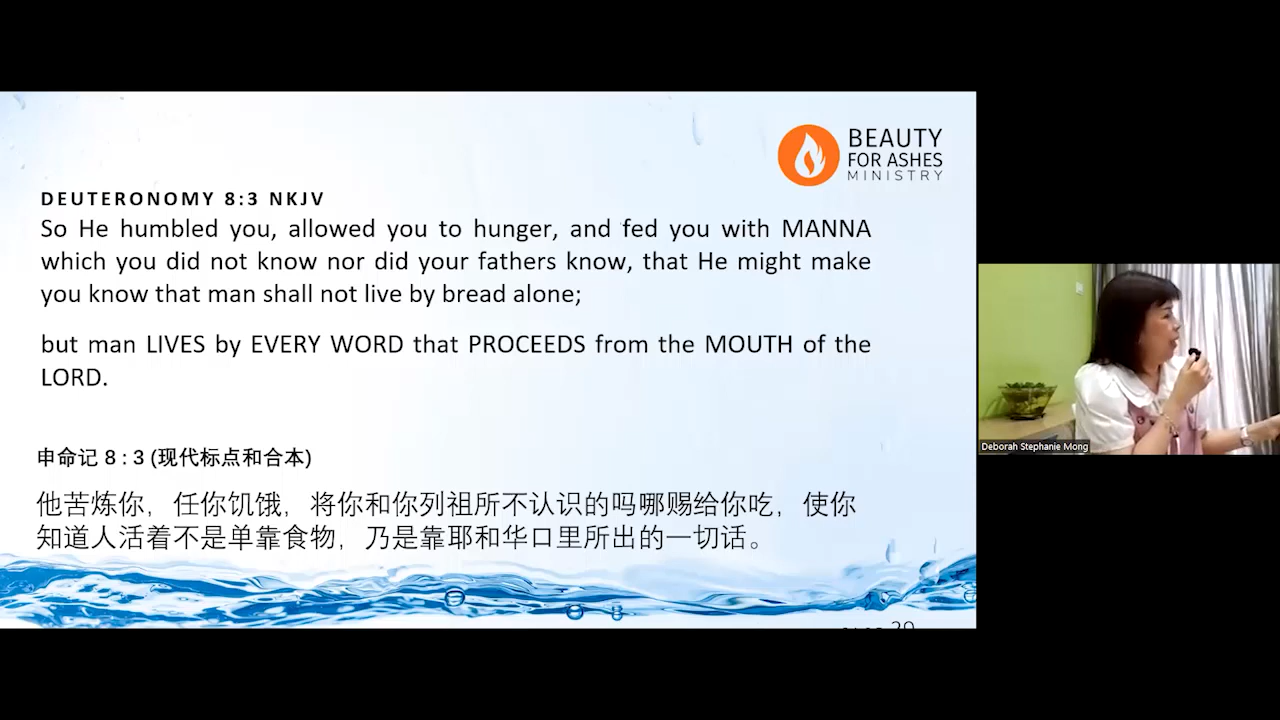 BEAUTY
FOR ASHES
MINISTRY
DEUTERONOMY 8:3 NKJV
So He humbled you, allowed you to hunger, and fed you with MANNA
which you did not know nor did your fathers know, that He might make
you know that man shall not live by bread alone;
but man LIVES by EVERY WORD that PROCEEDS from the MOUTH of the
LORD.
申命记 8 : 3 (现代标点和合本)
他苦炼你，任你饥饿，将你和你列祖所不认识的吗哪赐给你吃，使你
知道人活着不是单靠食物，乃是靠耶和华口里所出的一切话。
Deborah Stephanie Mong